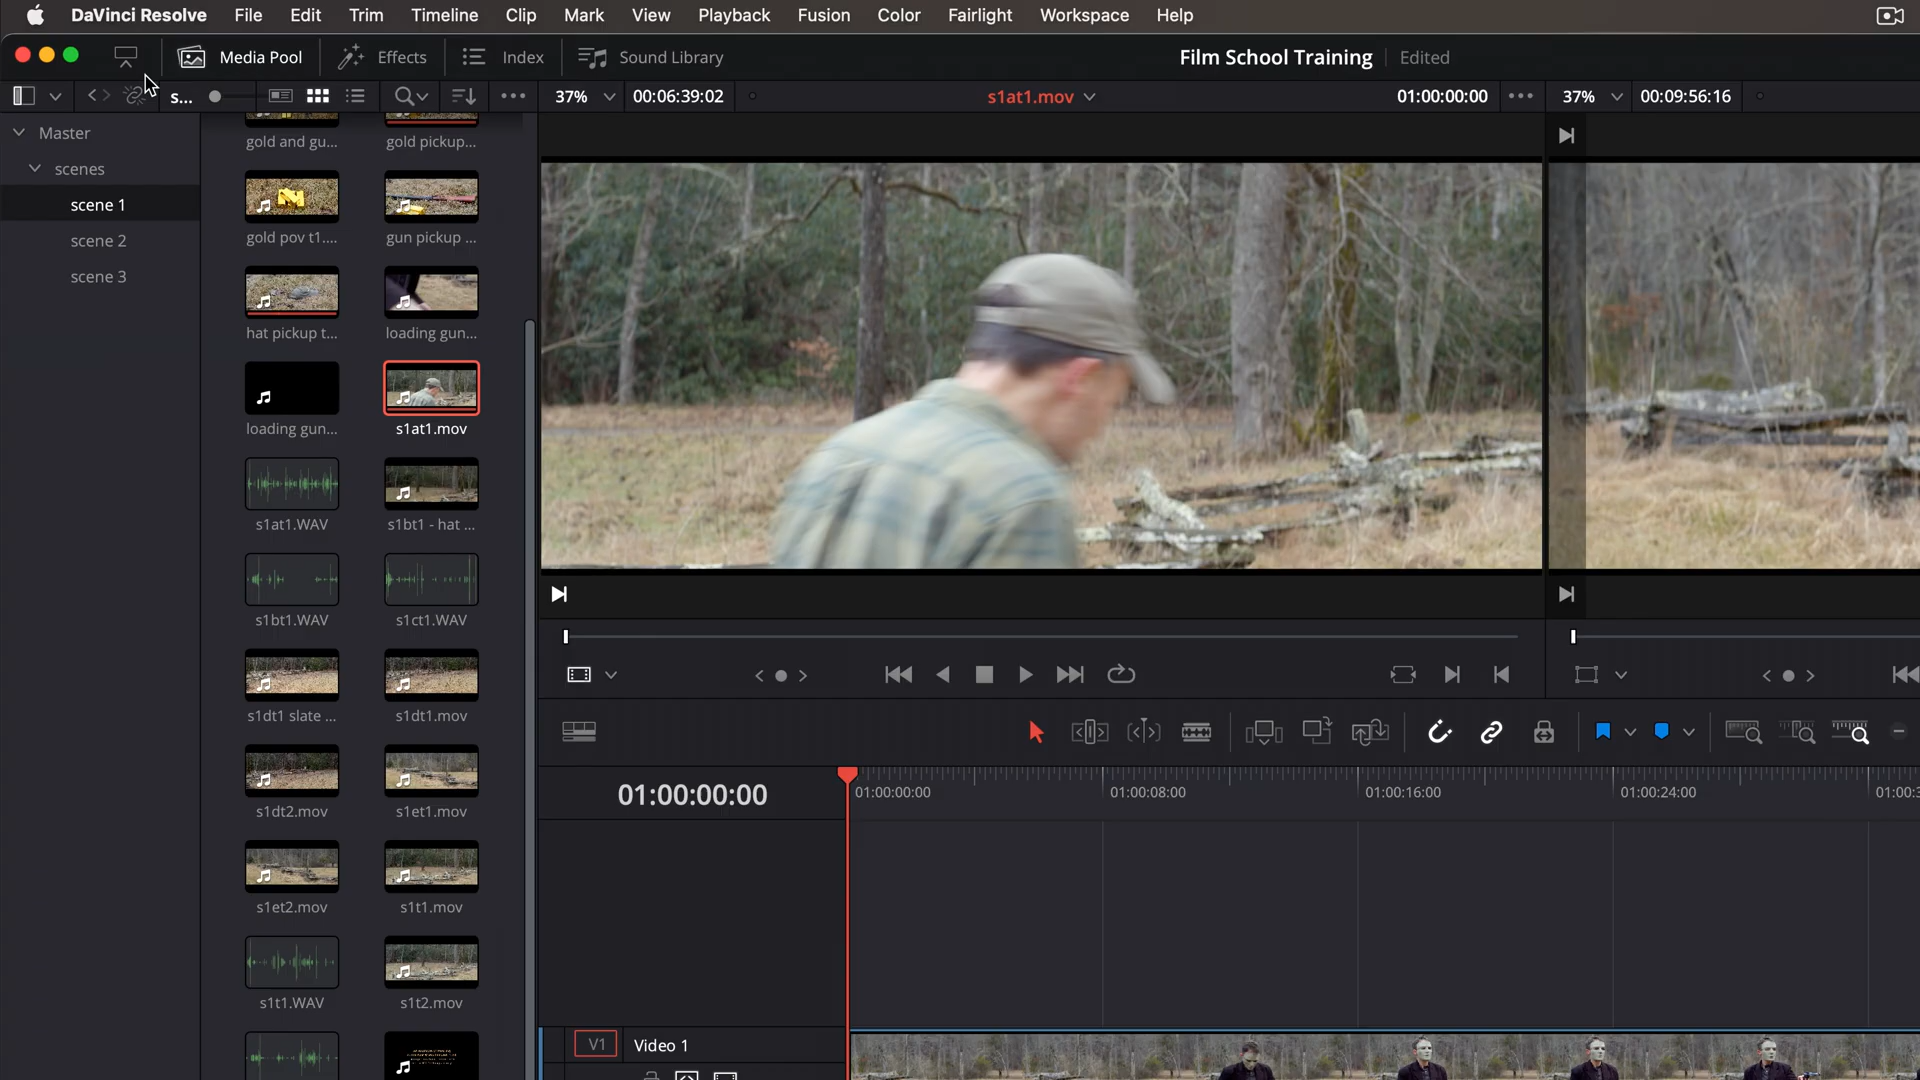 DaVinci Resolve File Edit Trim Timeline Clip Mark View Playback Fusion Color Fairlight Workspace Help
Media Pool Effects Index Sound Library Film School Training Edited
s... 37% 00:06:39:02 s1at1.mov 01:00:00:00 37% 00:09:56:16
Master
scenes
scene 1
scene 2
scene 3
gold and gu... gold pickup...
gold pov t1.... gun pickup ...
hat pickup t... loading gun...
loading gun... s1at1.mov
s1at1.WAV s1bt1 - hat ...
s1bt1.WAV s1ct1.WAV
s1dt1 slate ... s1dt1.mov
s1dt2.mov s1et1.mov
s1et2.mov s1t1.mov
s1t1.WAV s1t2.mov
01:00:00:00
01:00:00:00 01:00:08:00 01:00:16:00 01:00:24:00 01:00:3
V1 Video 1